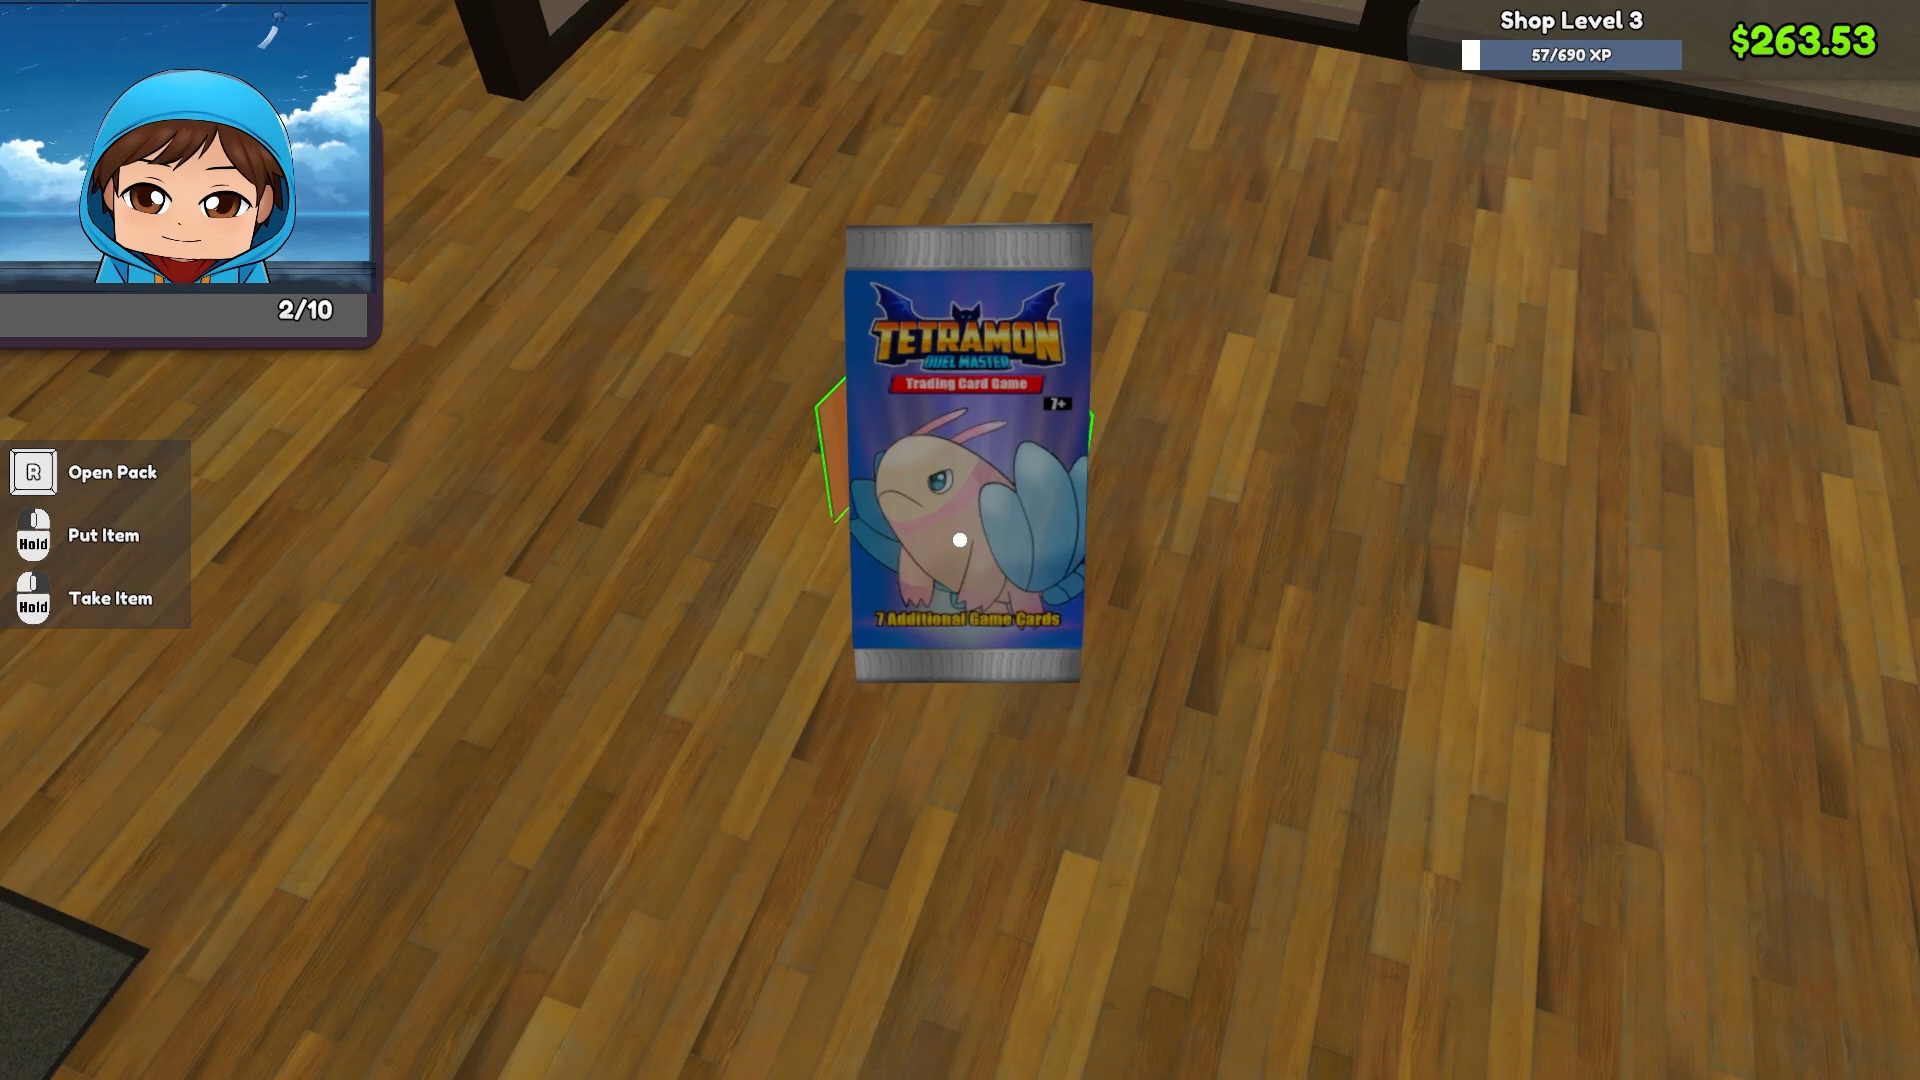 Shop Level 3
57/690 XP
$263.53
2/10
TETRAMON
DUEL MASTER
Trading Card Game
7+
R Open Pack
Hold Put Item
Hold Take Item
7 Additional Game Cards